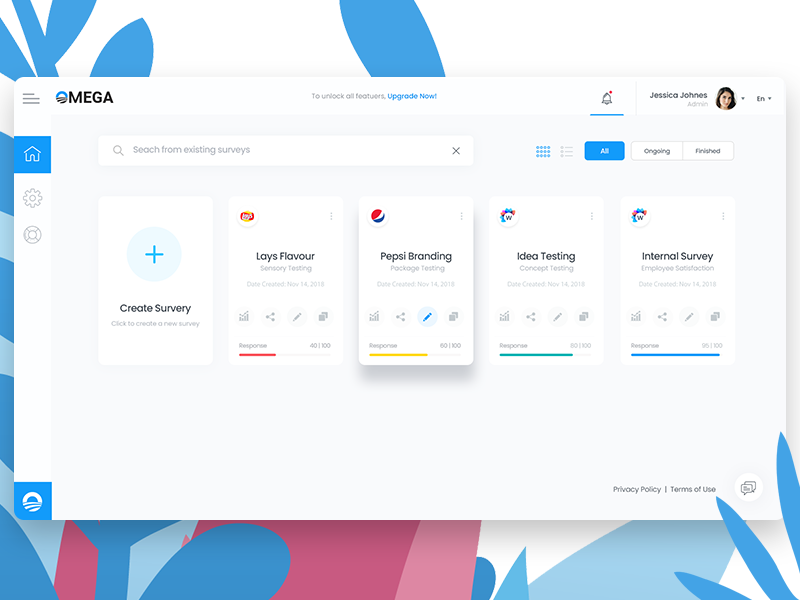 OMEGA
To unlock all featuers, Upgrade Now!
Jessica Johnes
Admin
En
Seach from existing surveys
All
Ongoing
Finished
Create Survery
Click to create a new survey
Lays Flavour
Sensory Testing
Date Created: Nov 14, 2018
Response 40 | 100
Pepsi Branding
Package Testing
Date Created: Nov 14, 2018
Response 60 | 100
W
Idea Testing
Concept Testing
Date Created: Nov 14, 2018
Response 80 | 100
W
Internal Survey
Employee Satisfaction
Date Created: Nov 14, 2018
Response 95 | 100
Privacy Policy | Terms of Use